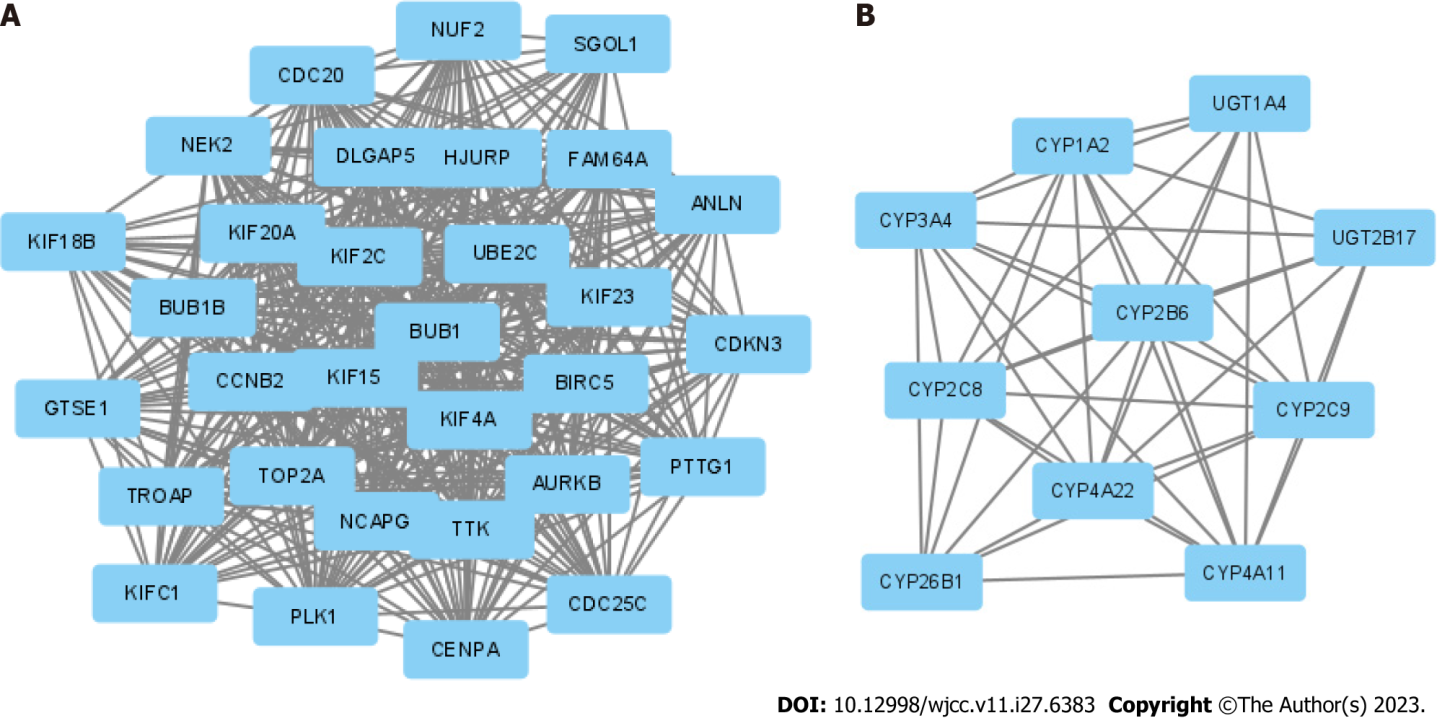 A
NUF2
SGOL1
CDC20
NEK2
DLGAP5
HJURP
FAM64A
ANLN
KIF18B
KIF20A
KIF2C
UBE2C
KIF23
BUB1B
BUB1
CDKN3
GTSE1
CCNB2
KIF15
BIRC5
KIF4A
TROAP
TOP2A
AURKB
PTTG1
NCAPG
TTK
KIFC1
PLK1
CDC25C
CENPA
B
UGT1A4
CYP1A2
CYP3A4
UGT2B17
CYP2B6
CYP2C8
CYP2C9
CYP4A22
CYP26B1
CYP4A11
DOI: 10.12998/wjcc.v11.i27.6383 Copyright ©The Author(s) 2023.